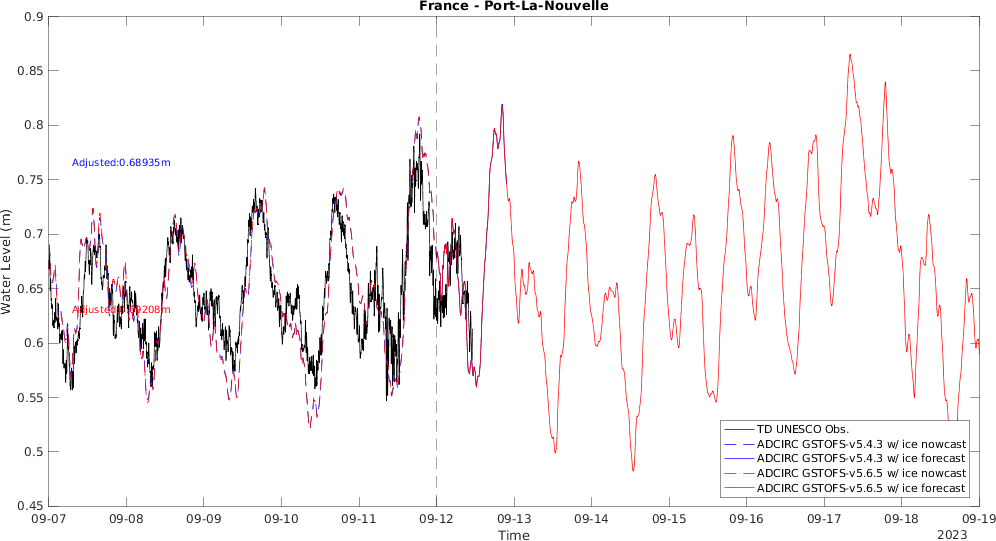 France - Port-La-Nouvelle
0.9
0.85
0.8
0.75
0.7
0.65
0.6
0.55
0.5
0.45
Water Level (m)
Adjusted:0.68935m
Adjusted:0.69208m
TD UNESCO Obs.
ADCIRC GSTOFS-v5.4.3 w/ ice nowcast
ADCIRC GSTOFS-v5.4.3 w/ ice forecast
ADCIRC GSTOFS-v5.6.5 w/ ice nowcast
ADCIRC GSTOFS-v5.6.5 w/ ice forecast
09-07 09-08 09-09 09-10 09-11 09-12 09-13 09-14 09-15 09-16 09-17 09-18 09-19
Time
2023